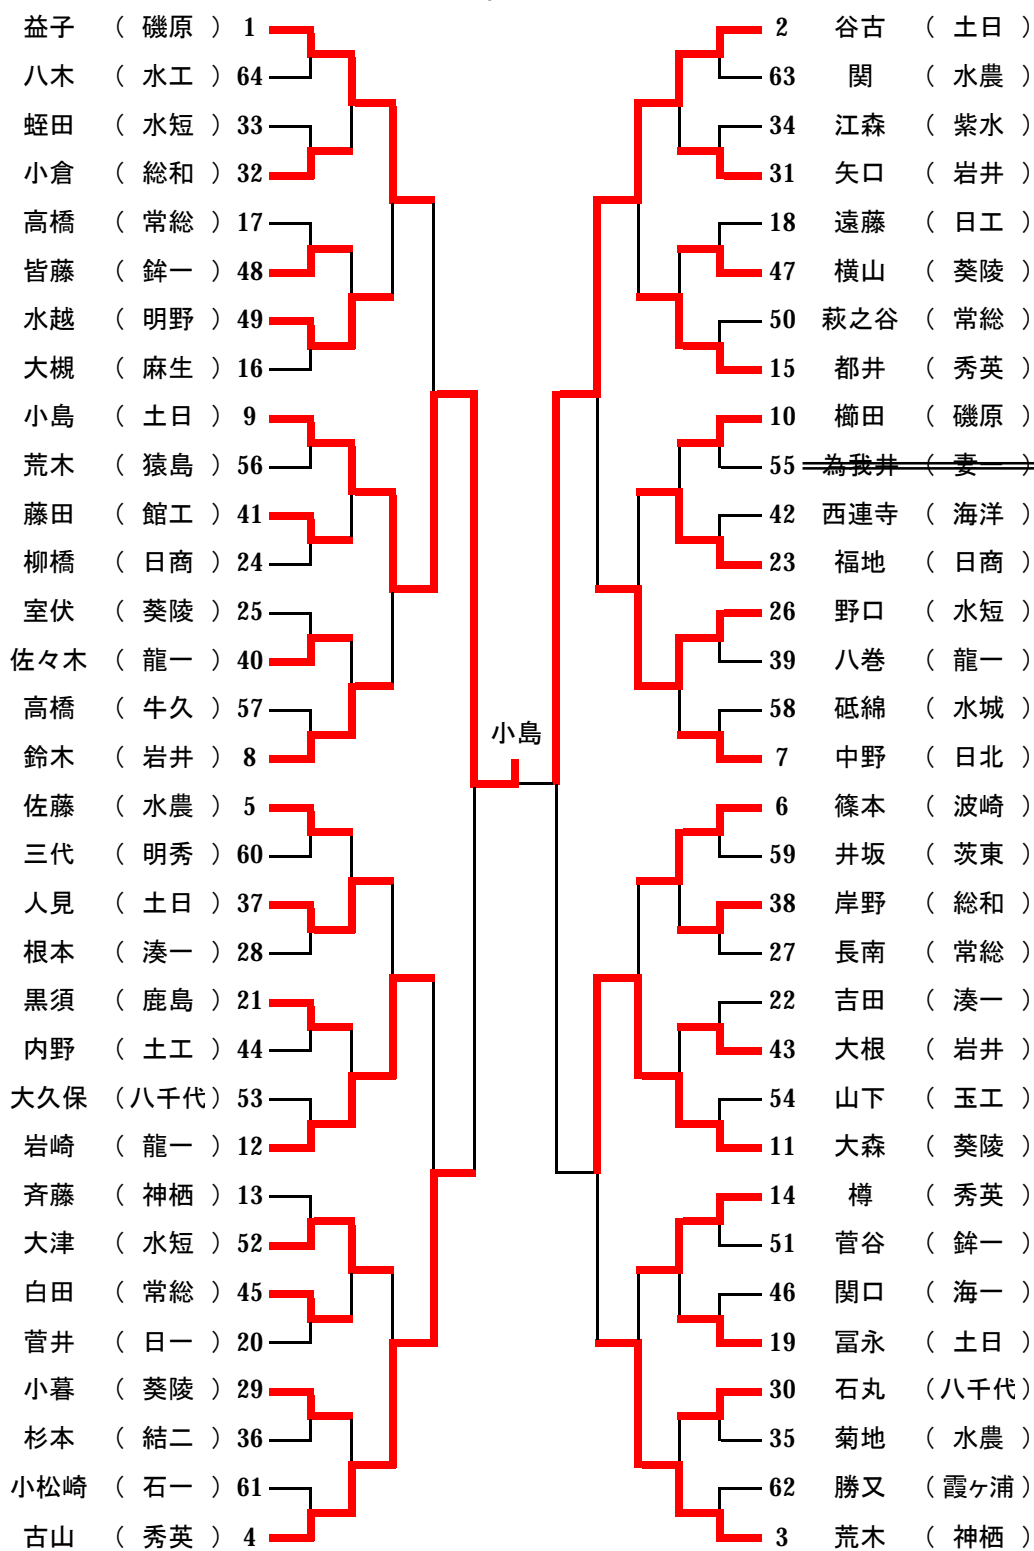 益子 （ 磯原 ） 1
八木 （ 水工 ） 64
蛭田 （ 水短 ） 33
小倉 （ 総和 ） 32
高橋 （ 常総 ） 17
皆藤 （ 鉾一 ） 48
水越 （ 明野 ） 49
大槻 （ 麻生 ） 16
小島 （ 土日 ） 9
荒木 （ 猿島 ） 56
藤田 （ 館工 ） 41
柳橋 （ 日商 ） 24
室伏 （ 葵陵 ） 25
佐々木 （ 龍一 ） 40
高橋 （ 牛久 ） 57
鈴木 （ 岩井 ） 8
佐藤 （ 水農 ） 5
三代 （ 明秀 ） 60
人見 （ 土日 ） 37
根本 （ 湊一 ） 28
黒須 （ 鹿島 ） 21
内野 （ 土工 ） 44
大久保 （八千代） 53
岩崎 （ 龍一 ） 12
斉藤 （ 神栖 ） 13
大津 （ 水短 ） 52
白田 （ 常総 ） 45
菅井 （ 日一 ） 20
小暮 （ 葵陵 ） 29
杉本 （ 結二 ） 36
小松崎 （ 石一 ） 61
古山 （ 秀英 ） 4
小島
2 谷古 （ 土日 ）
63 関 （ 水農 ）
34 江森 （ 紫水 ）
31 矢口 （ 岩井 ）
18 遠藤 （ 日工 ）
47 横山 （ 葵陵 ）
50 萩之谷 （ 常総 ）
15 都井 （ 秀英 ）
10 櫛田 （ 磯原 ）
55 為我井 （ 妻一 ）
42 西連寺 （ 海洋 ）
23 福地 （ 日商 ）
26 野口 （ 水短 ）
39 八巻 （ 龍一 ）
58 砥綿 （ 水城 ）
7 中野 （ 日北 ）
6 篠本 （ 波崎 ）
59 井坂 （ 茨東 ）
38 岸野 （ 総和 ）
27 長南 （ 常総 ）
22 吉田 （ 湊一 ）
43 大根 （ 岩井 ）
54 山下 （ 玉工 ）
11 大森 （ 葵陵 ）
14 樽 （ 秀英 ）
51 菅谷 （ 鉾一 ）
46 関口 （ 海一 ）
19 冨永 （ 土日 ）
30 石丸 （八千代）
35 菊地 （ 水農 ）
62 勝又 （霞ヶ浦）
3 荒木 （ 神栖 ）